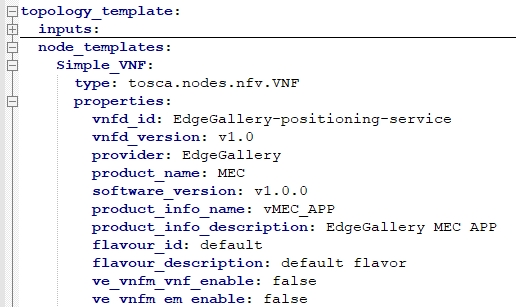 topology_template:
inputs:
node_templates:
Simple_VNF:
type: tosca.nodes.nfv.VNF
properties:
vnfd_id: EdgeGallery-positioning-service
vnfd_version: v1.0
provider: EdgeGallery
product_name: MEC
software_version: v1.0.0
product_info_name: vMEC_APP
product_info_description: EdgeGallery MEC APP
flavour_id: default
flavour_description: default flavor
ve_vnfm_vnf_enable: false
ve_vnfm_em_enable: false